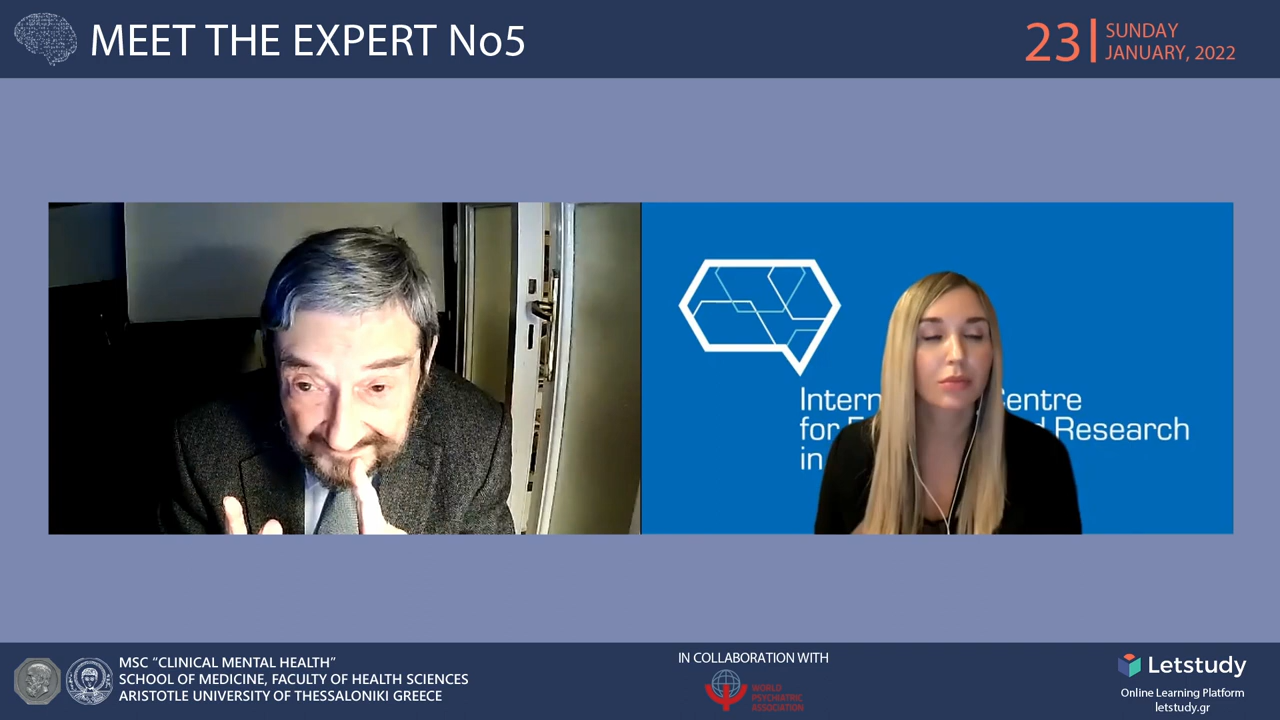 MEET THE EXPERT No5
23
SUNDAY
JANUARY, 2022
Intern entre
for d Research
in
MSC “CLINICAL MENTAL HEALTH”
SCHOOL OF MEDICINE, FACULTY OF HEALTH SCIENCES
ARISTOTLE UNIVERSITY OF THESSALONIKI GREECE
IN COLLABORATION WITH
WORLD
PSYCHIATRIC
ASSOCIATION
Letstudy
Online Learning Platform
letstudy.gr